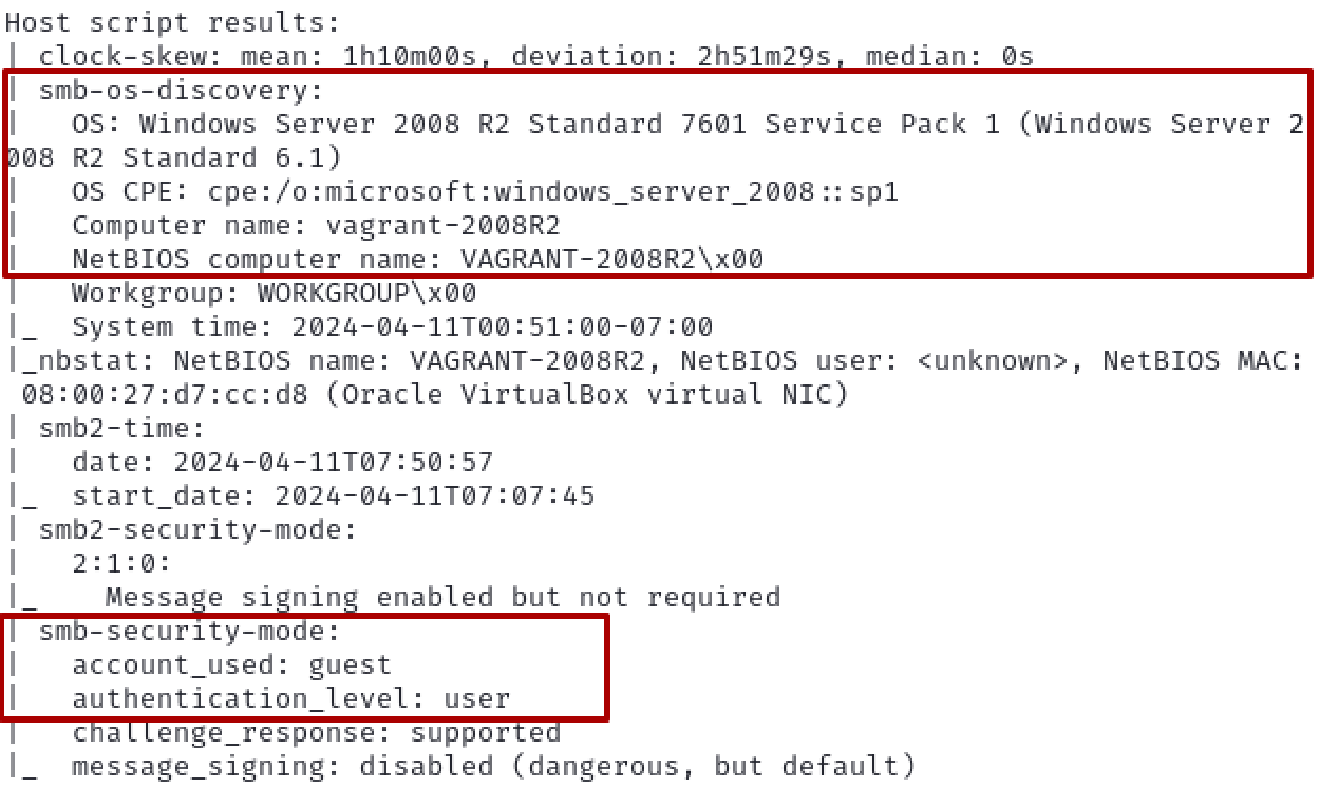 Host script results:
| clock-skew: mean: 1h10m00s, deviation: 2h51m29s, median: 0s
| smb-os-discovery:
|   OS: Windows Server 2008 R2 Standard 7601 Service Pack 1 (Windows Server 2
008 R2 Standard 6.1)
|   OS CPE: cpe:/o:microsoft:windows_server_2008::sp1
|   Computer name: vagrant-2008R2
|   NetBIOS computer name: VAGRANT-2008R2\x00
|   Workgroup: WORKGROUP\x00
|_  System time: 2024-04-11T00:51:00-07:00
|_nbstat: NetBIOS name: VAGRANT-2008R2, NetBIOS user: <unknown>, NetBIOS MAC:
 08:00:27:d7:cc:d8 (Oracle VirtualBox virtual NIC)
| smb2-time:
|   date: 2024-04-11T07:50:57
|_  start_date: 2024-04-11T07:07:45
| smb2-security-mode:
|   2:1:0:
|_    Message signing enabled but not required
| smb-security-mode:
|   account_used: guest
|   authentication_level: user
|   challenge_response: supported
|_  message_signing: disabled (dangerous, but default)